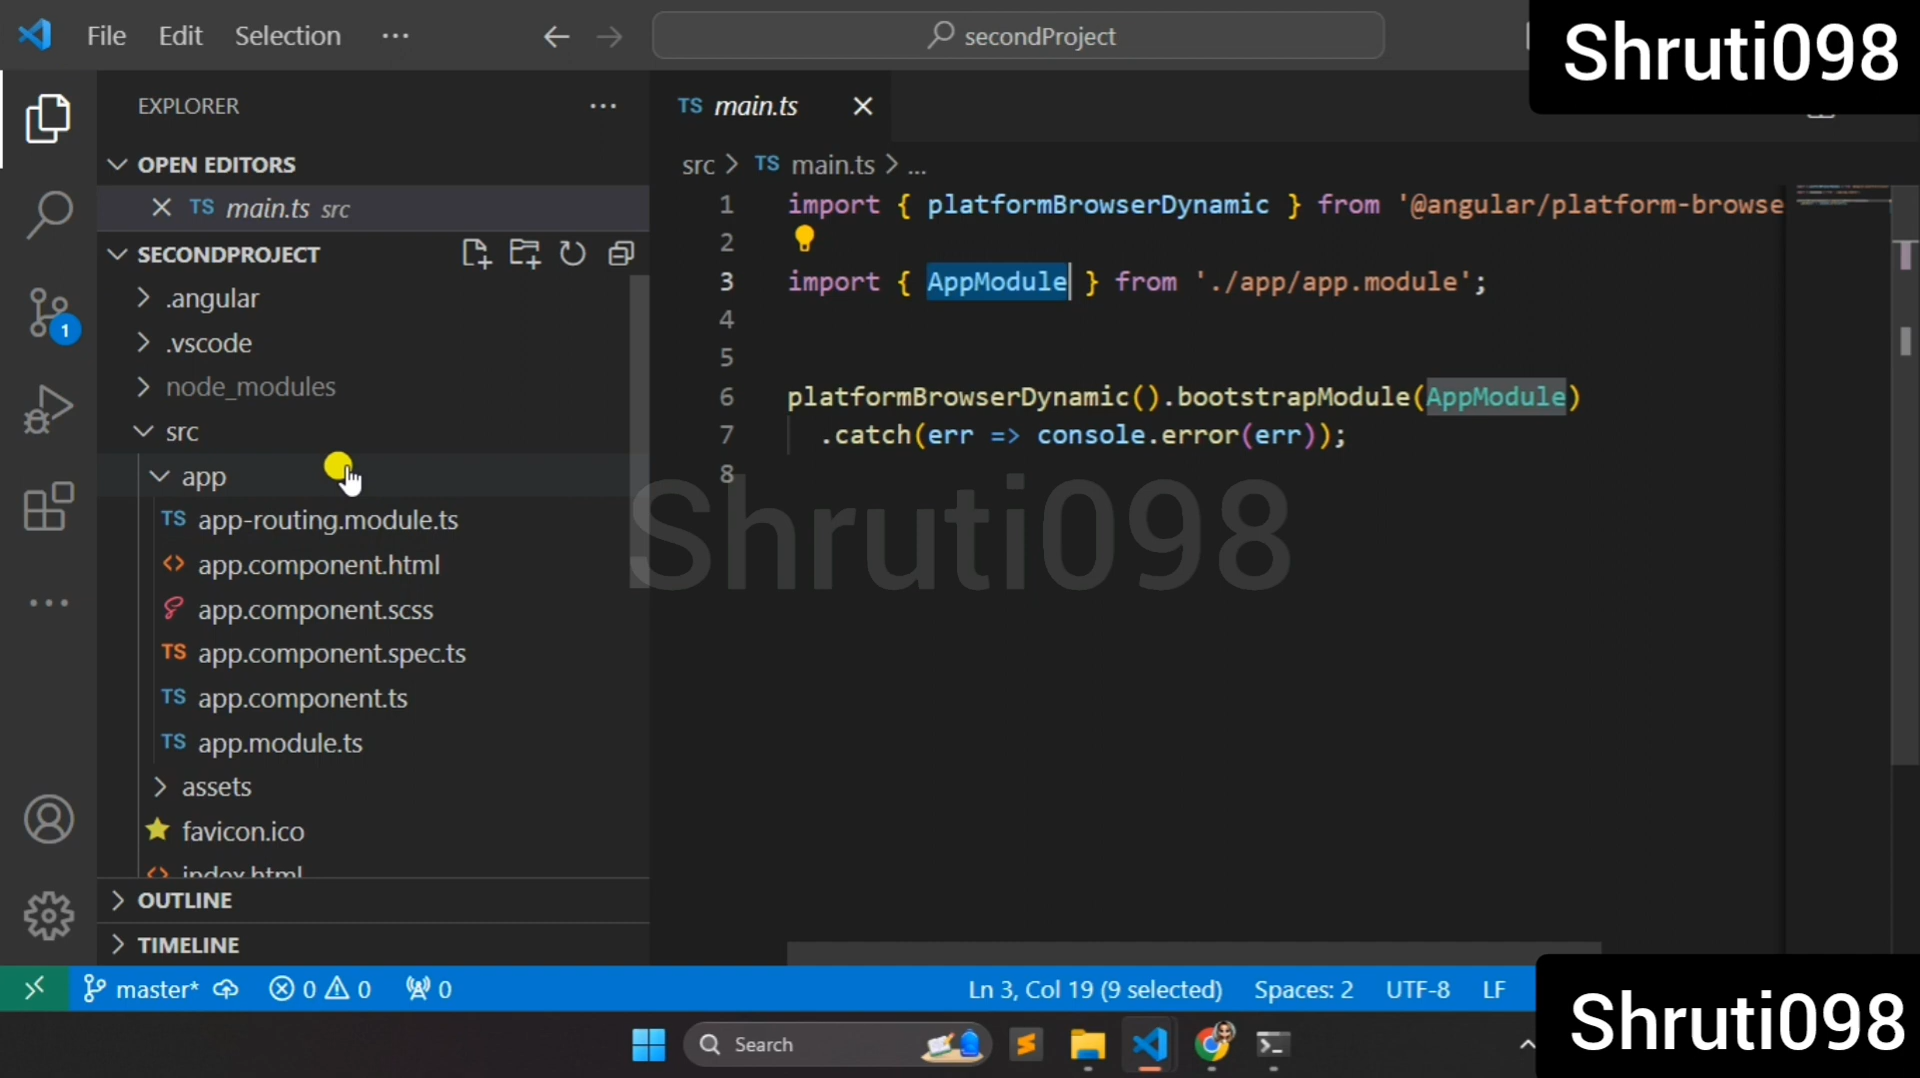 File Edit Selection ··· secondProject
Shruti098
EXPLORER ···
TS main.ts
OPEN EDITORS
src > TS main.ts > ...
TS main.ts src
SECONDPROJECT
.angular
.vscode
node_modules
src
app
TS app-routing.module.ts
<> app.component.html
app.component.scss
TS app.component.spec.ts
TS app.component.ts
TS app.module.ts
assets
favicon.ico
index.html
OUTLINE
TIMELINE
1 import { platformBrowserDynamic } from '@angular/platform-browse
2
3 import { AppModule } from './app/app.module';
4
5
6 platformBrowserDynamic().bootstrapModule(AppModule)
7 .catch(err => console.error(err));
8
Shruti098
1
master* 0 0 0 Ln 3, Col 19 (9 selected) Spaces: 2 UTF-8 LF
Search
Shruti098